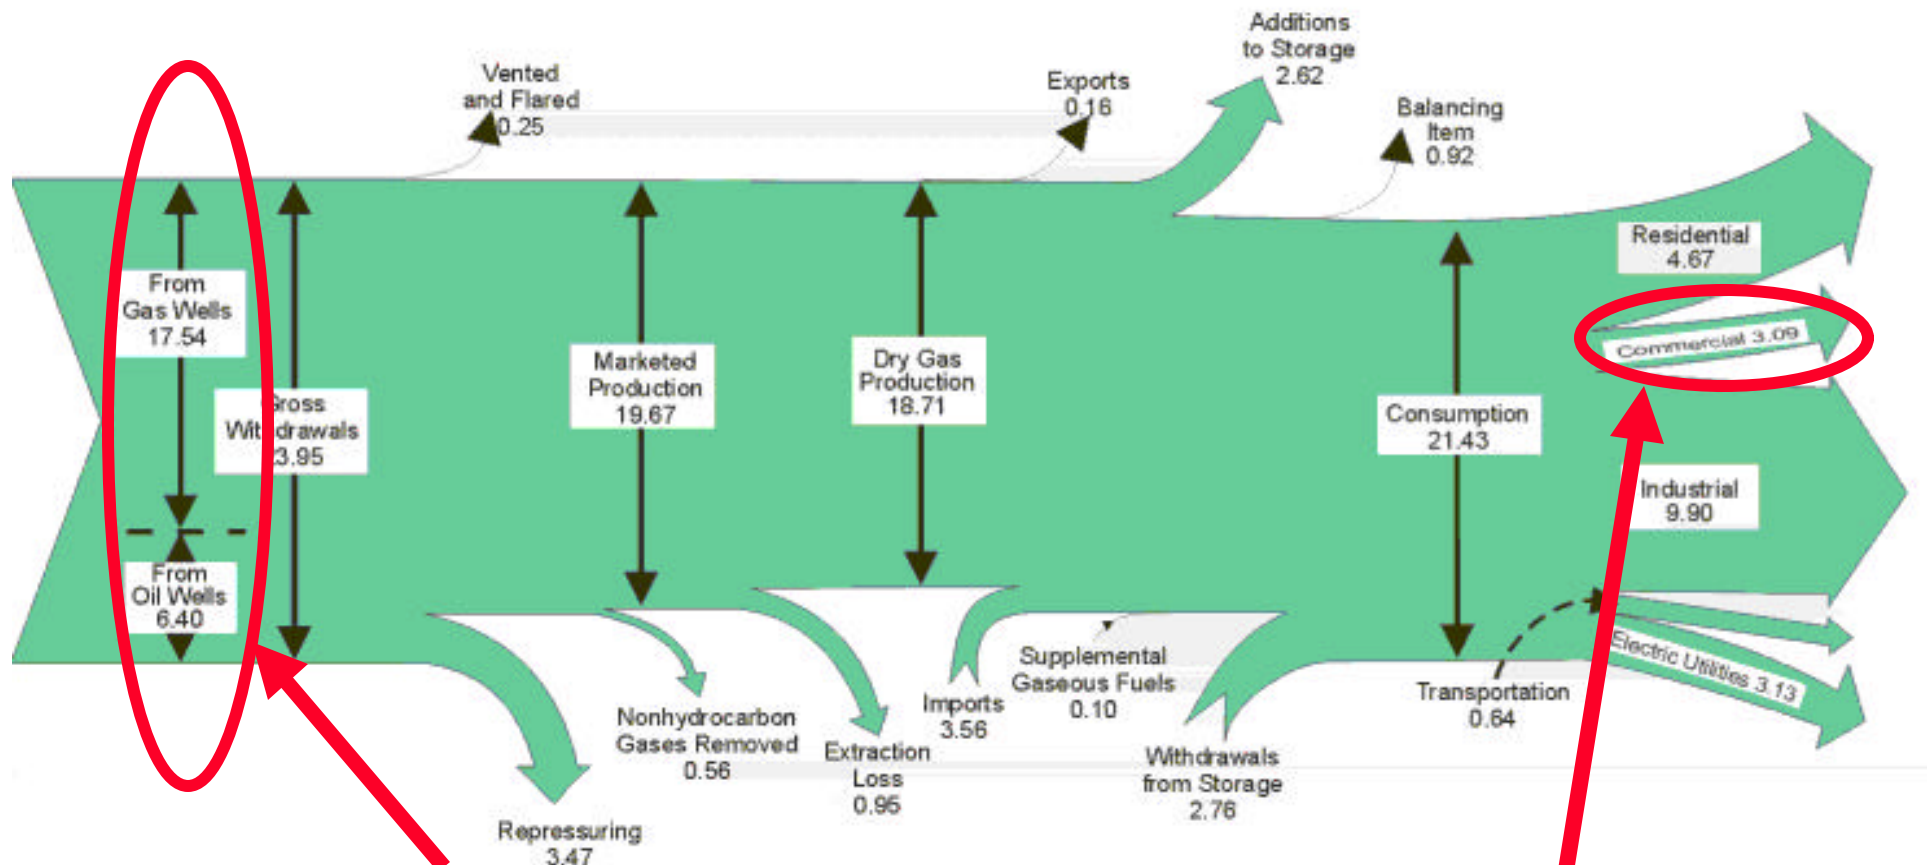 Vented
and Flared
0.25
Exports
0.16
Additions
to Storage
2.62
Balancing
Item
0.92
From
Gas Wells
17.54
Gross
Withdrawals
23.95
From
Oil Wells
6.40
Marketed
Production
19.67
Dry Gas
Production
18.71
Consumption
21.43
Residential
4.67
Commercial 3.09
Industrial
9.90
Electric Utilities 3.13
Transportation
0.64
Repressuring
3.47
Nonhydrocarbon
Gases Removed
0.56
Extraction
Loss
0.95
Imports
3.56
Supplemental
Gaseous Fuels
0.10
Withdrawals
from Storage
2.76